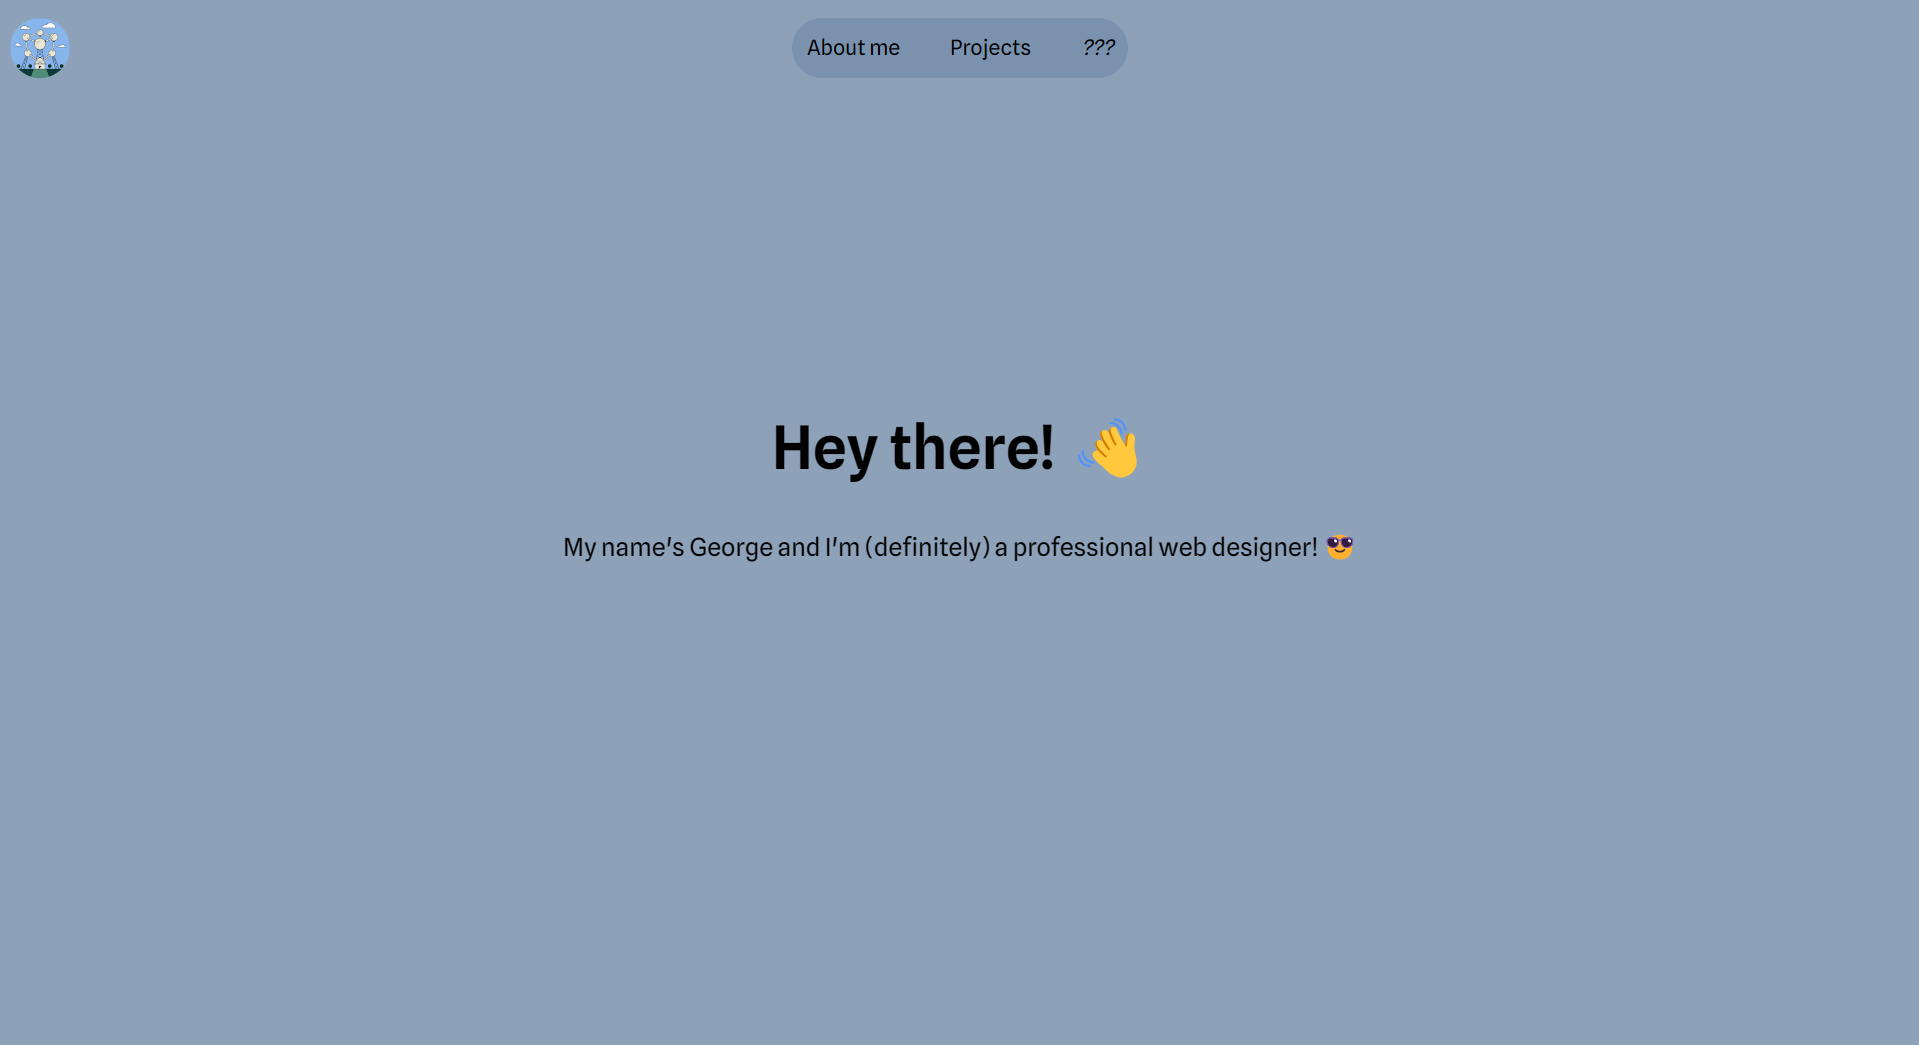 About me
Projects
???
Hey there! 👋
My name's George and I'm (definitely) a professional web designer! 😎